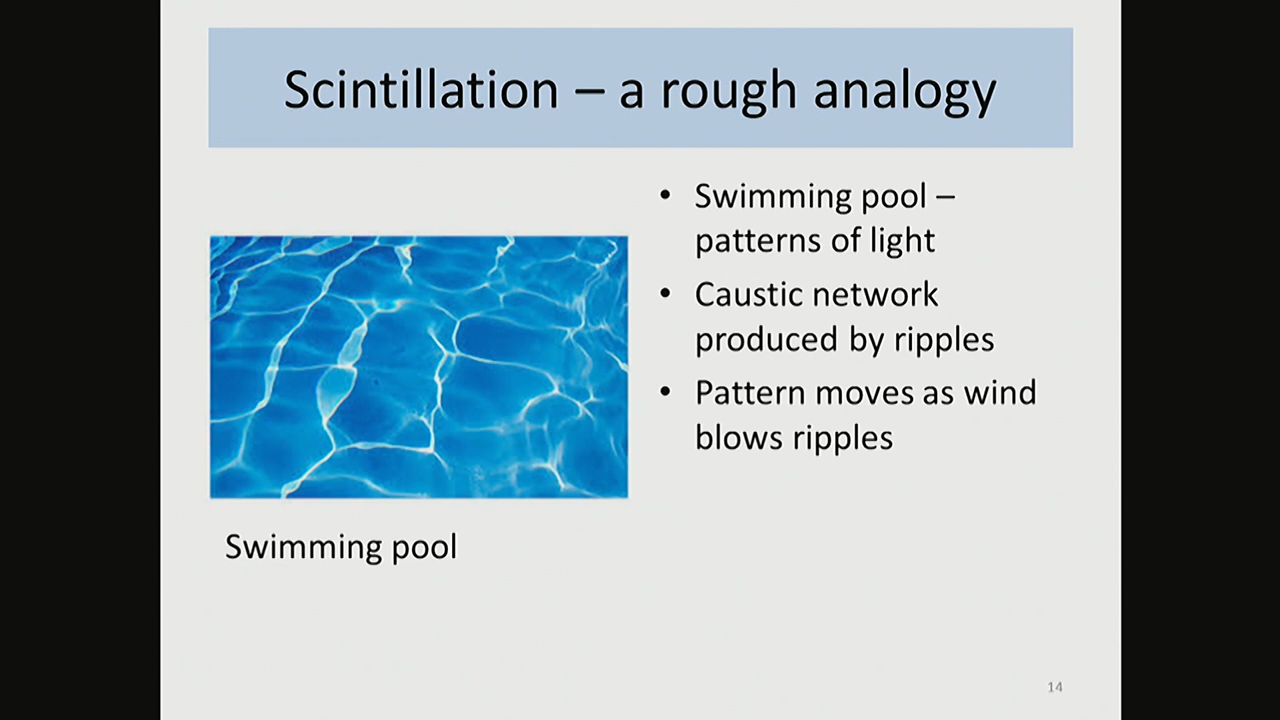 Scintillation – a rough analogy
• Swimming pool –
patterns of light
• Caustic network
produced by ripples
• Pattern moves as wind
blows ripples
Swimming pool
14